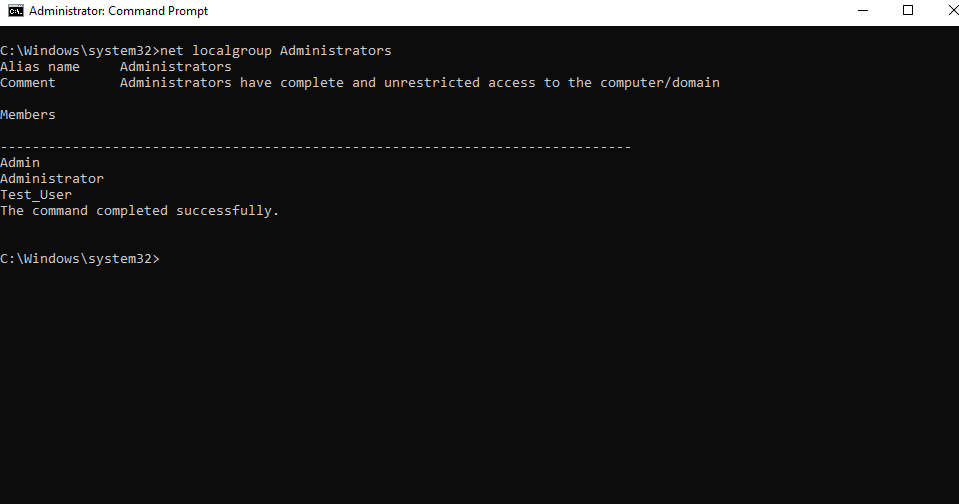 Administrator: Command Prompt
C:\Windows\system32>net localgroup Administrators
Alias name     Administrators
Comment        Administrators have complete and unrestricted access to the computer/domain
Members
-------------------------------------------------------------------------------
Admin
Administrator
Test_User
The command completed successfully.
C:\Windows\system32>